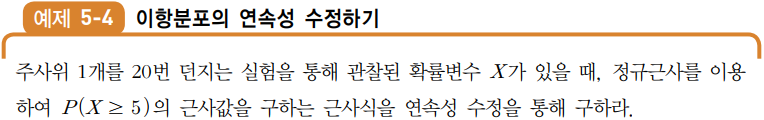 예제 5-4 이항분포의 연속성 수정하기
주사위 1개를 20번 던지는 실험을 통해 관찰된 확률변수 X가 있을 때, 정규근사를 이용
하여 P(X ≥ 5)의 근사값을 구하는 근사식을 연속성 수정을 통해 구하라.